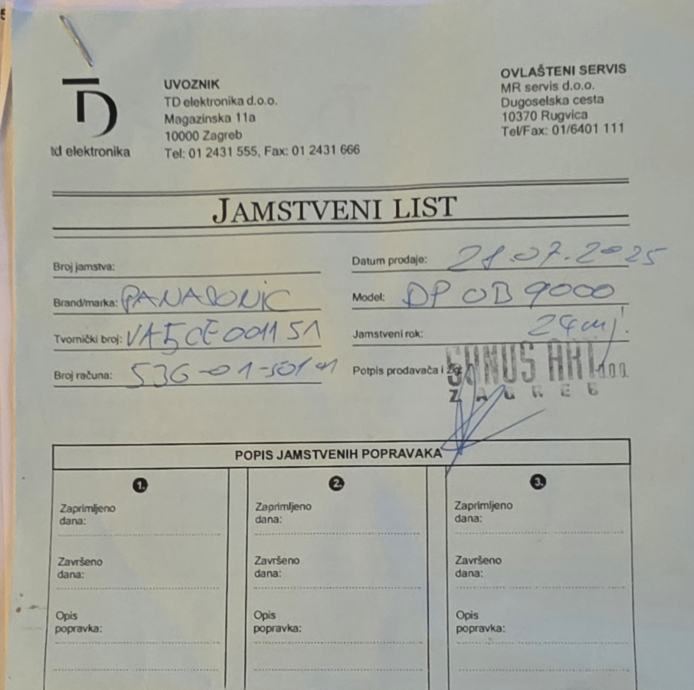 UVOZNIK
TD elektronika d.o.o.
Magazinska 11a
10000 Zagreb
Tel: 01 2431 555, Fax: 01 2431 666
td elektronika
OVLAŠTENI SERVIS
MR servis d.o.o.
Dugoselska cesta
10370 Rugvica
Tel/Fax: 01/6401 111
JAMSTVENI LIST
Broj jamstva:
Datum prodaje: 21.07.2025
Brand/marka: PANASONIC
Model: DP UB 9000
Tvornički broj: VA5CE001151
Jamstveni rok: 24 mj.
Broj računa: 536-01-501
Potpis prodavača i
SONUS ART d.o.o.
ZAGREB
POPIS JAMSTVENIH POPRAVAKA
1.
Zaprimljeno
dana:
Završeno
dana:
Opis
popravka:
2.
Zaprimljeno
dana:
Završeno
dana:
Opis
popravka:
3.
Zaprimljeno
dana:
Završeno
dana:
Opis
popravka: